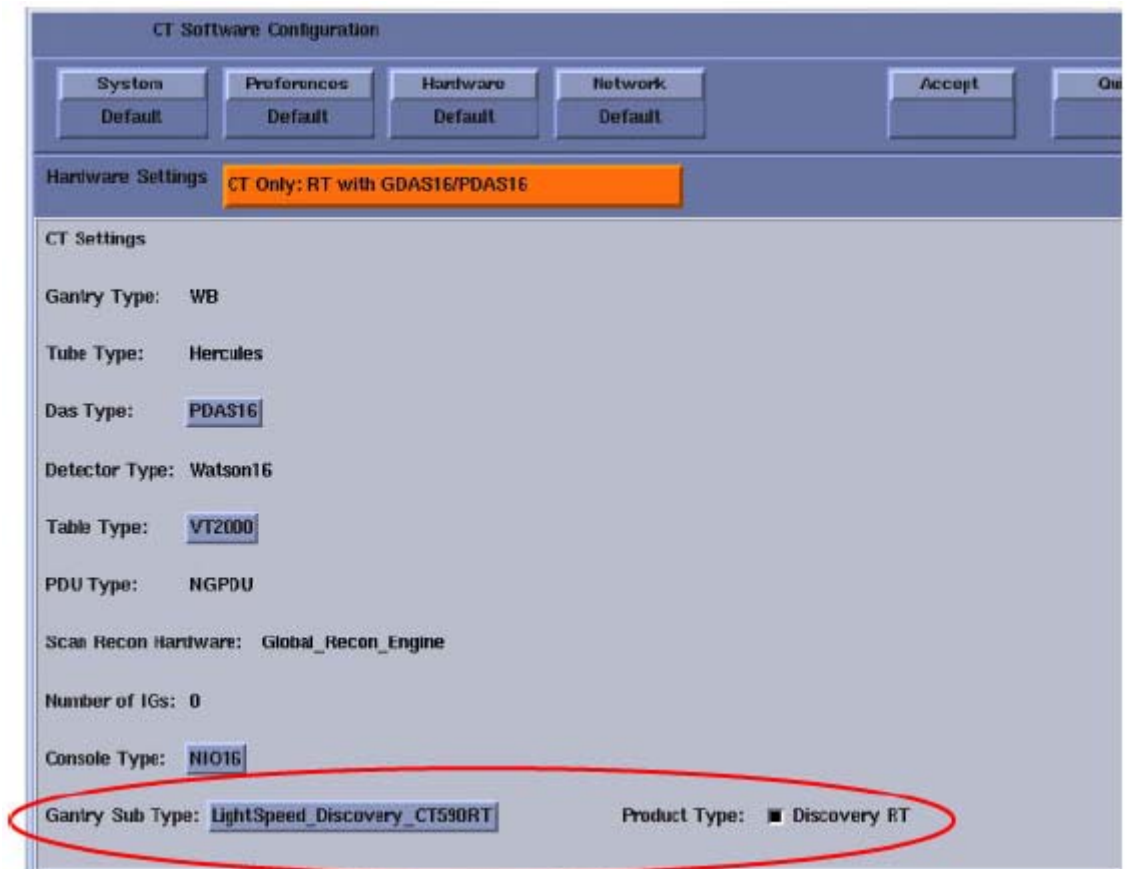 CT Software Configuration
System Preferences Hardware Network Accept
Default Default Default Default
Hardware Settings CT Only: RT with GDAS16/PDAS16
CT Settings
Gantry Type: WB
Tube Type: Hercules
Das Type: PDAS16
Detector Type: Watson16
Table Type: VT2000
PDU Type: NGPDU
Scan Recon Hardware: Global_Recon_Engine
Number of IGs: 0
Console Type: NIO16
Gantry Sub Type: LightSpeed_Discovery_CT590RT Product Type: Discovery RT